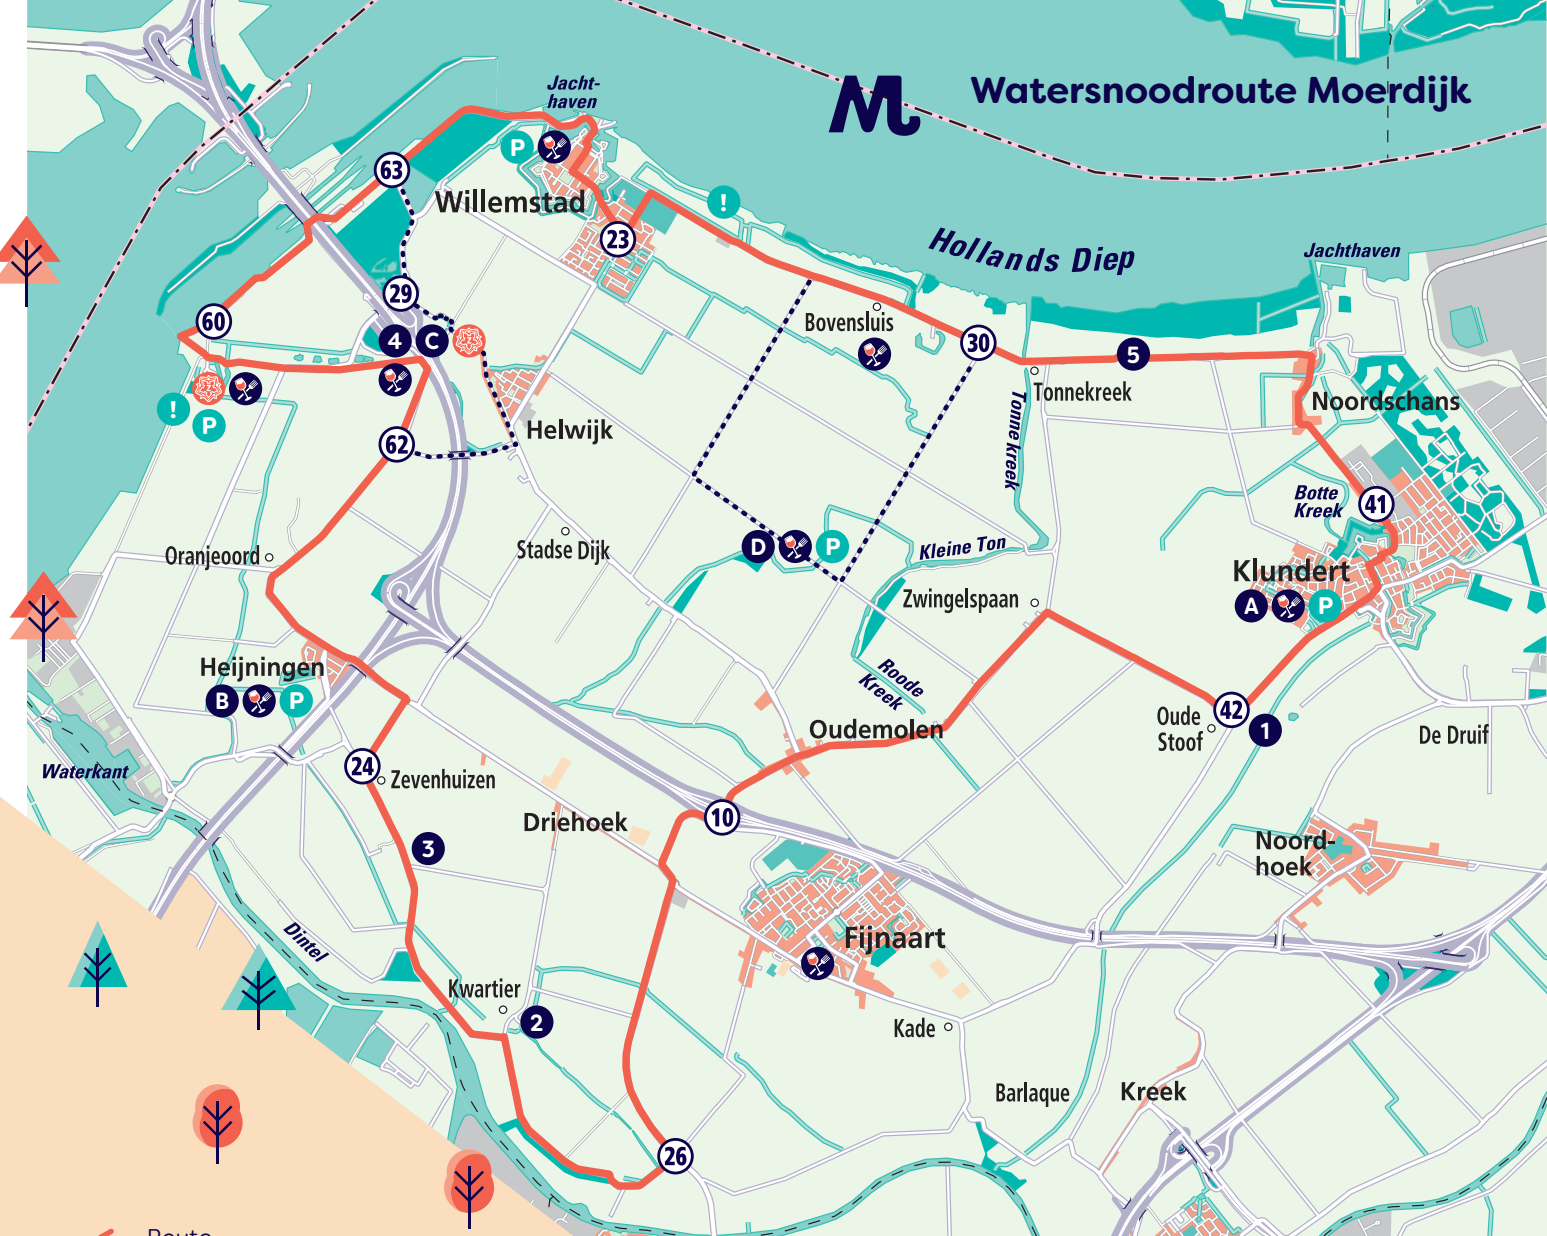 Jacht-
haven
M
Watersnoodroute Moerdijk
P
63
Willemstad
!
23
Hollands Diep
Jachthaven
29
60
4
C
Bovensluis
30
5
Tonnekreek
Noordschans
!
P
Helwijk
62
Tonne kreek
Botte
Kreek
41
Oranjeoord
Stadse Dijk
D
P
Kleine Ton
Klundert
A
P
Zwingelspaan
Heijningen
B
P
Roode
Kreek
42
Oude
Stoof
1
De Druif
Oudemolen
Waterkant
24
Zevenhuizen
Driehoek
10
3
Noord-
hoek
Dintel
Fijnaart
Kwartier
2
Kade
Barlaque
Kreek
26
Route